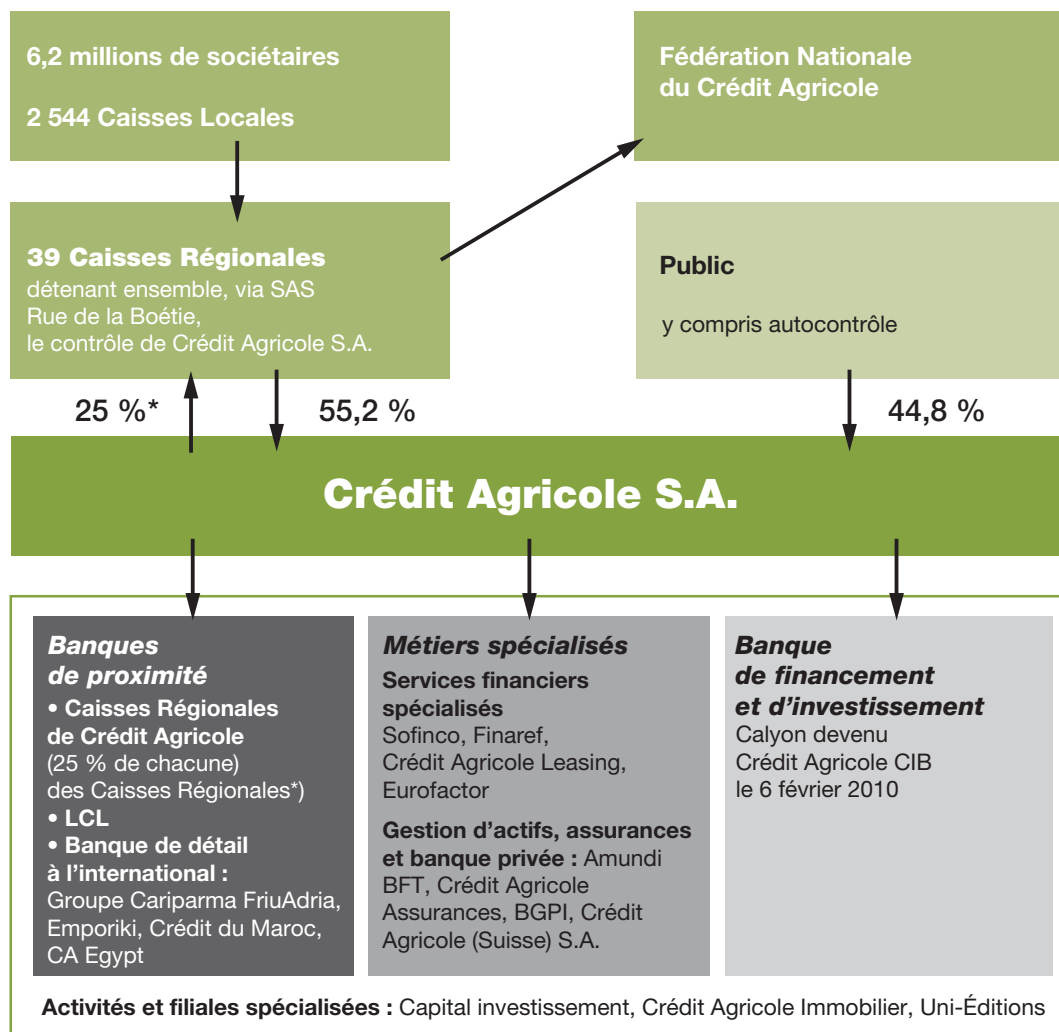 6,2 millions de sociétaires
2 544 Caisses Locales
Fédération Nationale
du Crédit Agricole
39 Caisses Régionales
détenant ensemble, via SAS
Rue de la Boétie,
le contrôle de Crédit Agricole S.A.
Public
y compris autocontrôle
25 %*
55,2 %
44,8 %
Crédit Agricole S.A.
Banques
de proximité
• Caisses Régionales
de Crédit Agricole
(25 % de chacune)
des Caisses Régionales*)
• LCL
• Banque de détail
à l'international :
Groupe Cariparma FriuAdria,
Emporiki, Crédit du Maroc,
CA Egypt
Métiers spécialisés
Services financiers
spécialisés
Sofinco, Finaref,
Crédit Agricole Leasing,
Eurofactor
Gestion d'actifs, assurances
et banque privée : Amundi
BFT, Crédit Agricole
Assurances, BGPI, Crédit
Agricole (Suisse) S.A.
Banque
de financement
et d'investissement
Calyon devenu
Crédit Agricole CIB
le 6 février 2010
Activités et filiales spécialisées : Capital investissement, Crédit Agricole Immobilier, Uni-Éditions